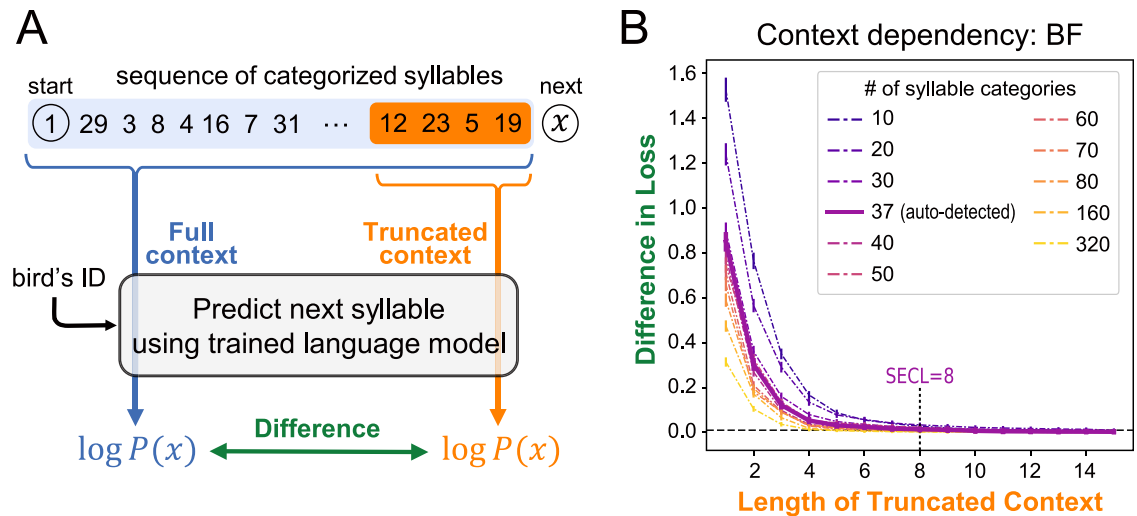 A
sequence of categorized syllables
start
next
1 29 3 8 4 16 7 31 ... 12 23 5 19 x
Full
context
Truncated
context
bird's ID
Predict next syllable
using trained language model
log P(x)
Difference
log P(x)
B
Context dependency: BF
Difference in Loss
1.6
1.4
1.2
1.0
0.8
0.6
0.4
0.2
0.0
# of syllable categories
10
20
30
37 (auto-detected)
40
50
60
70
80
160
320
SECL=8
2 4 6 8 10 12 14
Length of Truncated Context